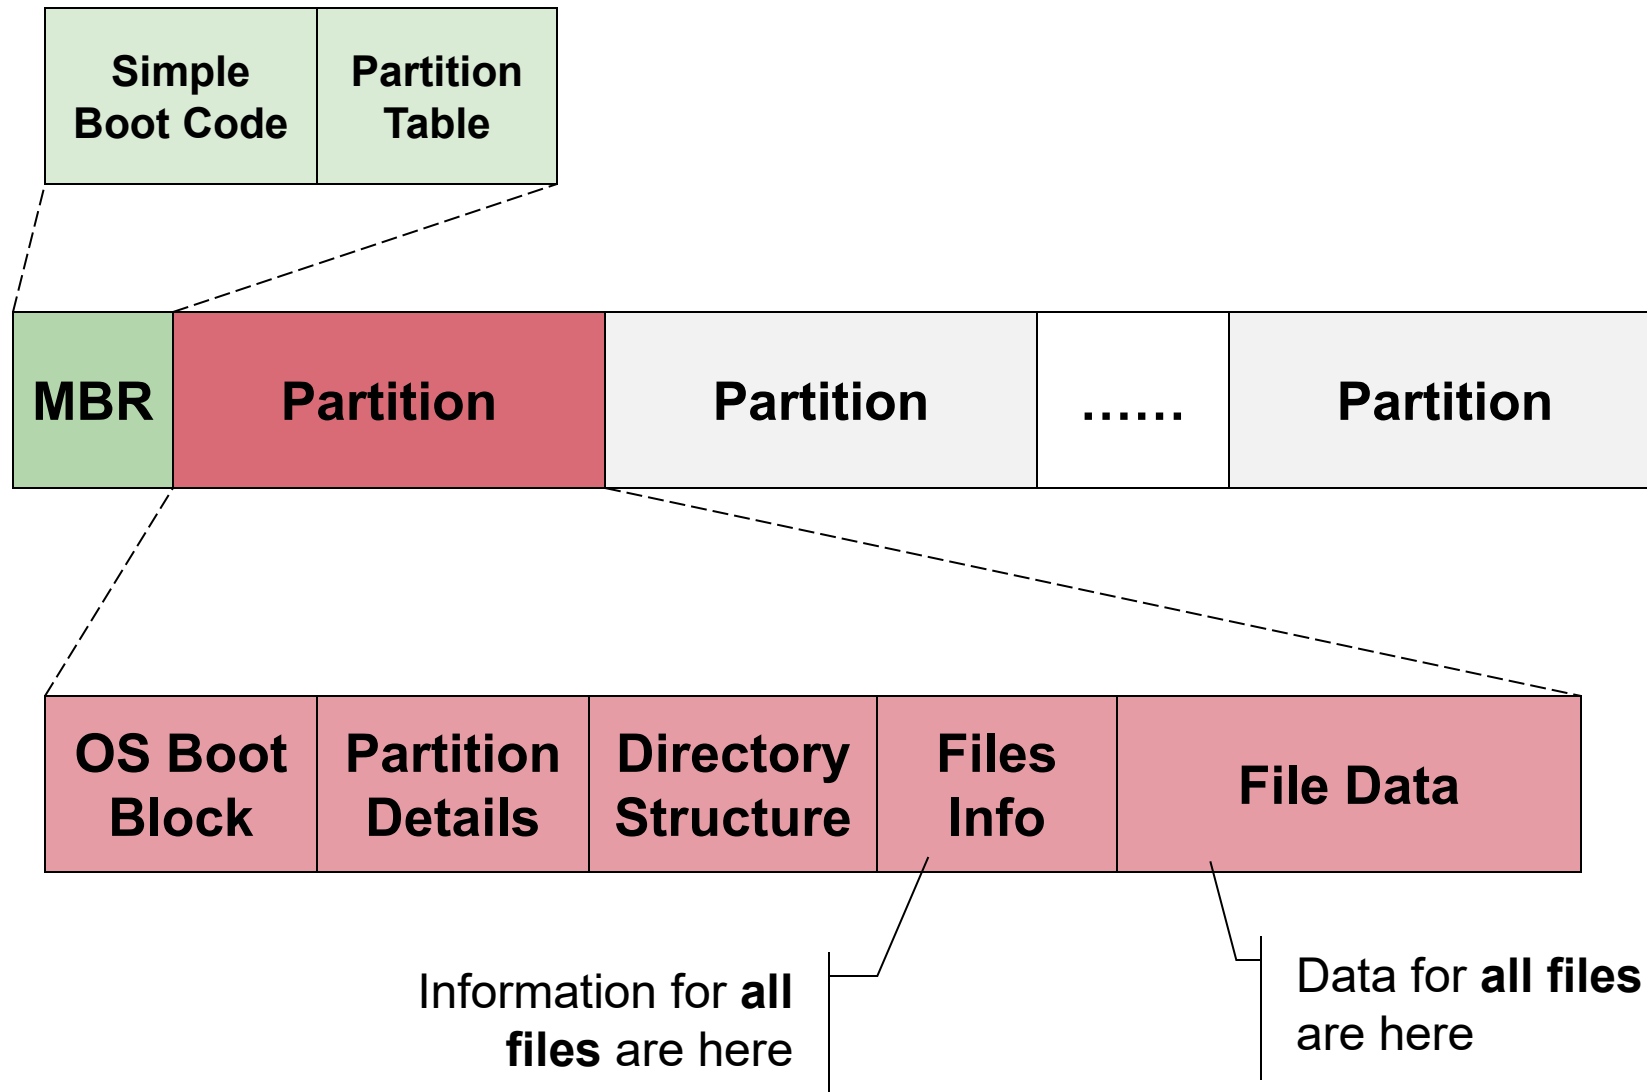 Simple
Boot Code
Partition
Table
MBR
Partition
Partition
......
Partition
OS Boot
Block
Partition
Details
Directory
Structure
Files
Info
File Data
Information for all
files are here
Data for all files
are here